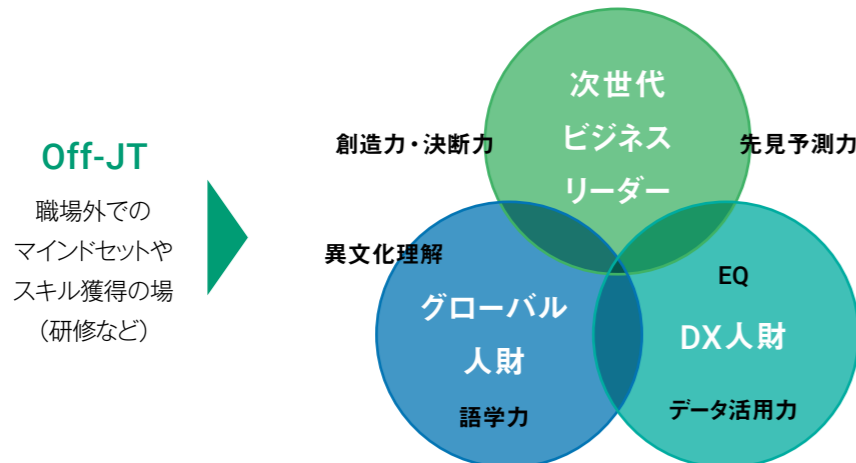 Off-JT
職場外での
マインドセットや
スキル獲得の場
（研修など）
次世代
ビジネス
リーダー
創造力・決断力
先見予測力
異文化理解
グローバル
人財
語学力
EQ
DX人財
データ活用力